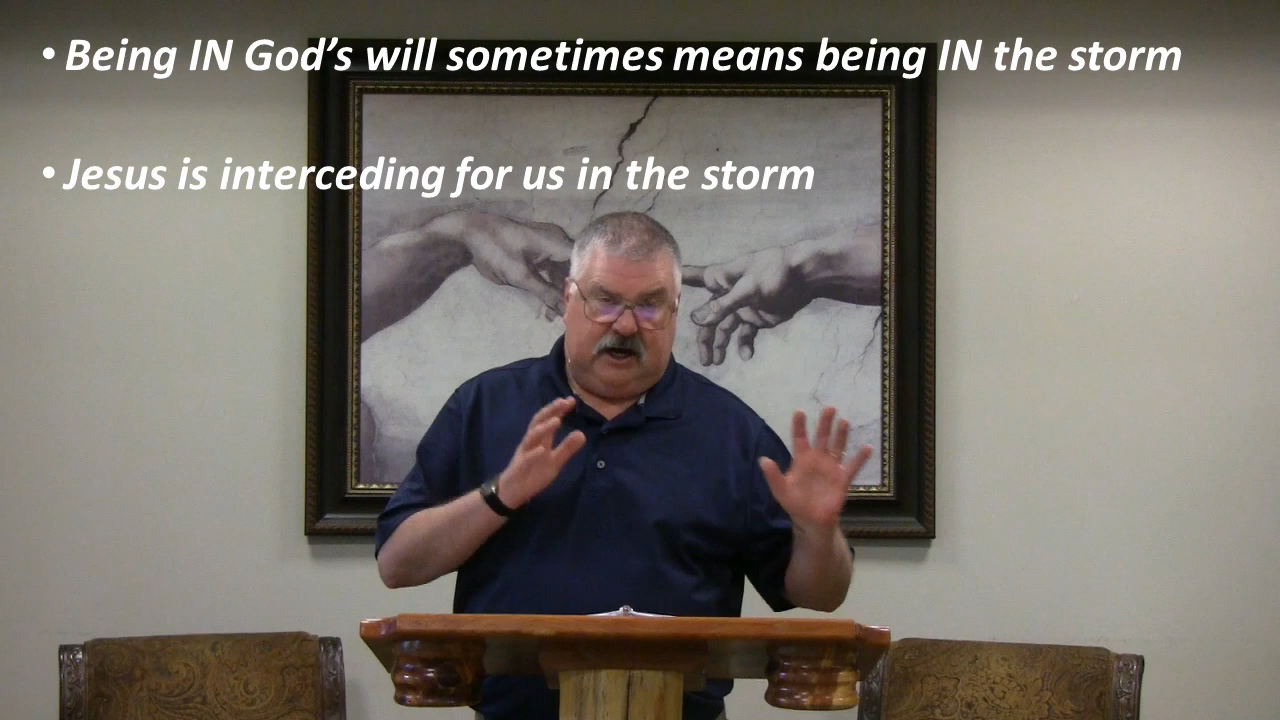 • Being IN God’s will sometimes means being IN the storm
• Jesus is interceding for us in the storm